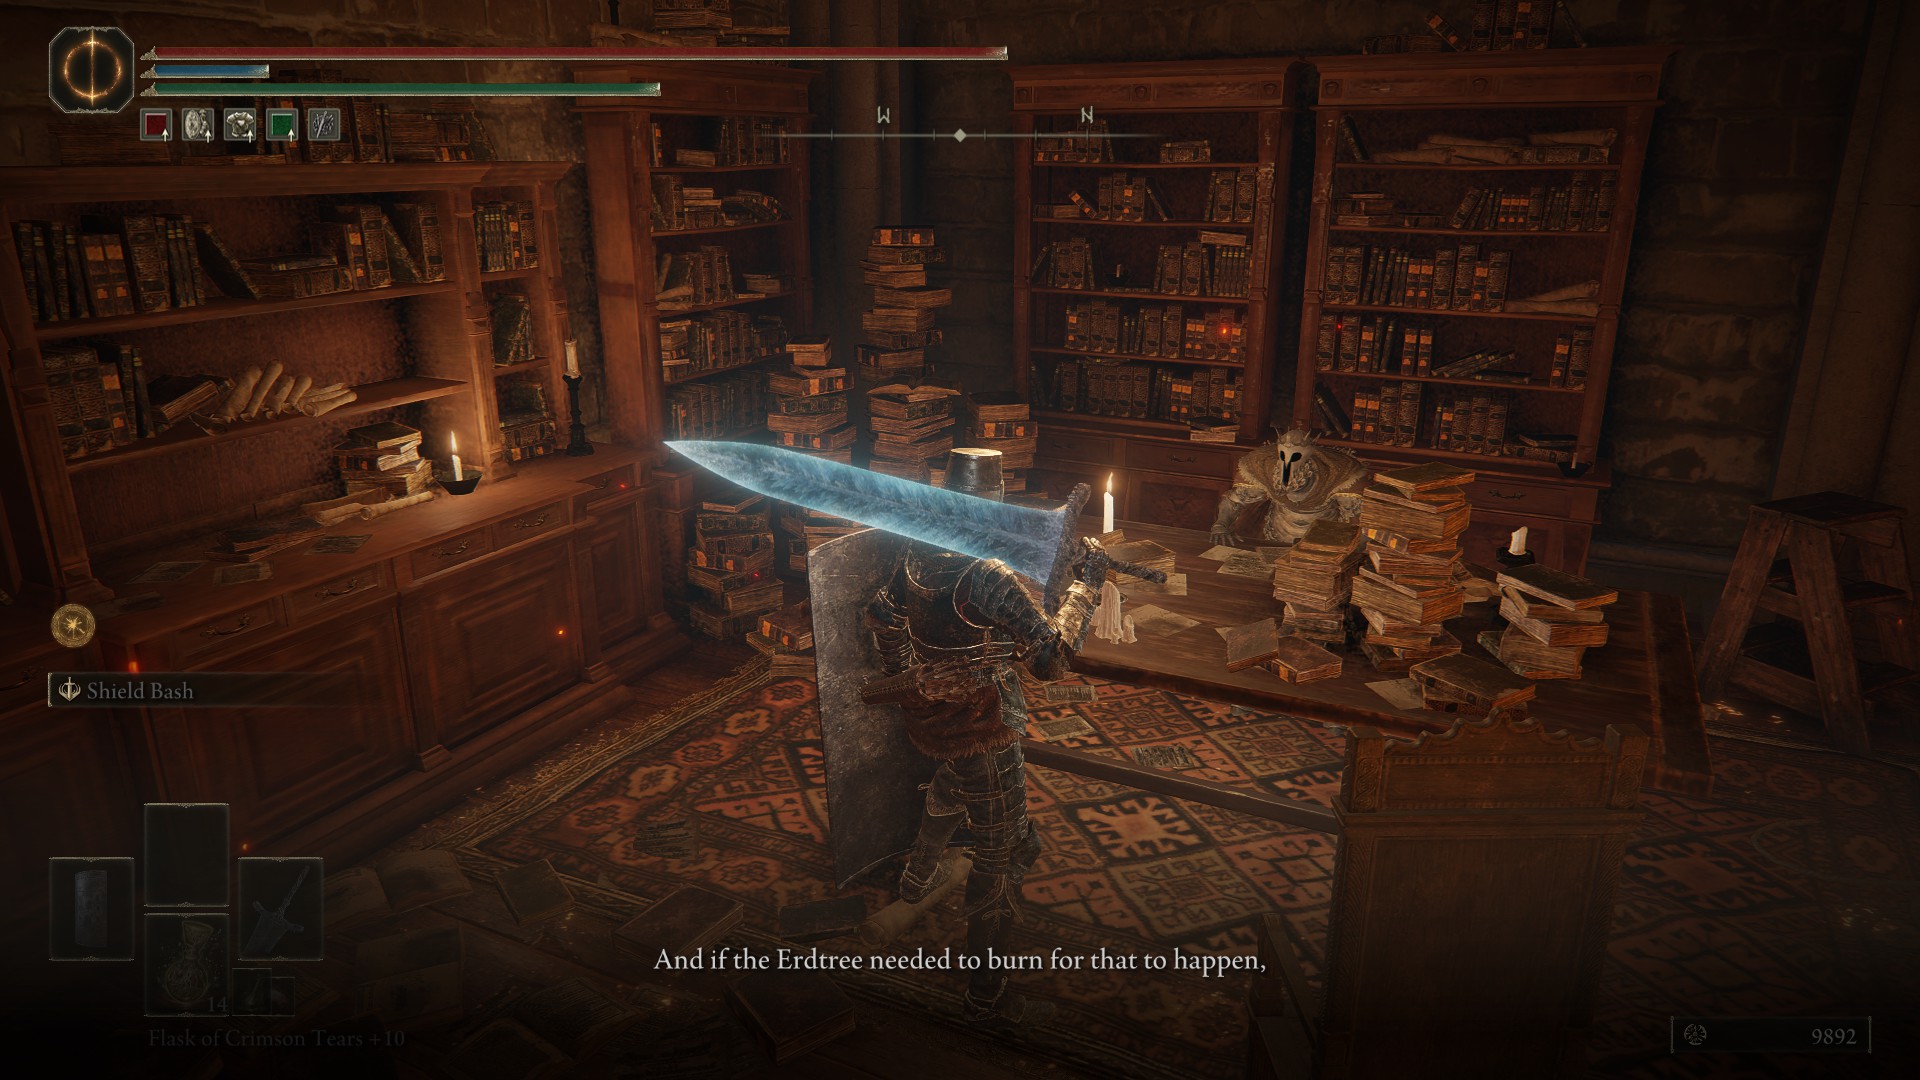 W N
Shield Bash
And if the Erdtree needed to burn for that to happen,
14
Flask of Crimson Tears +10
9892